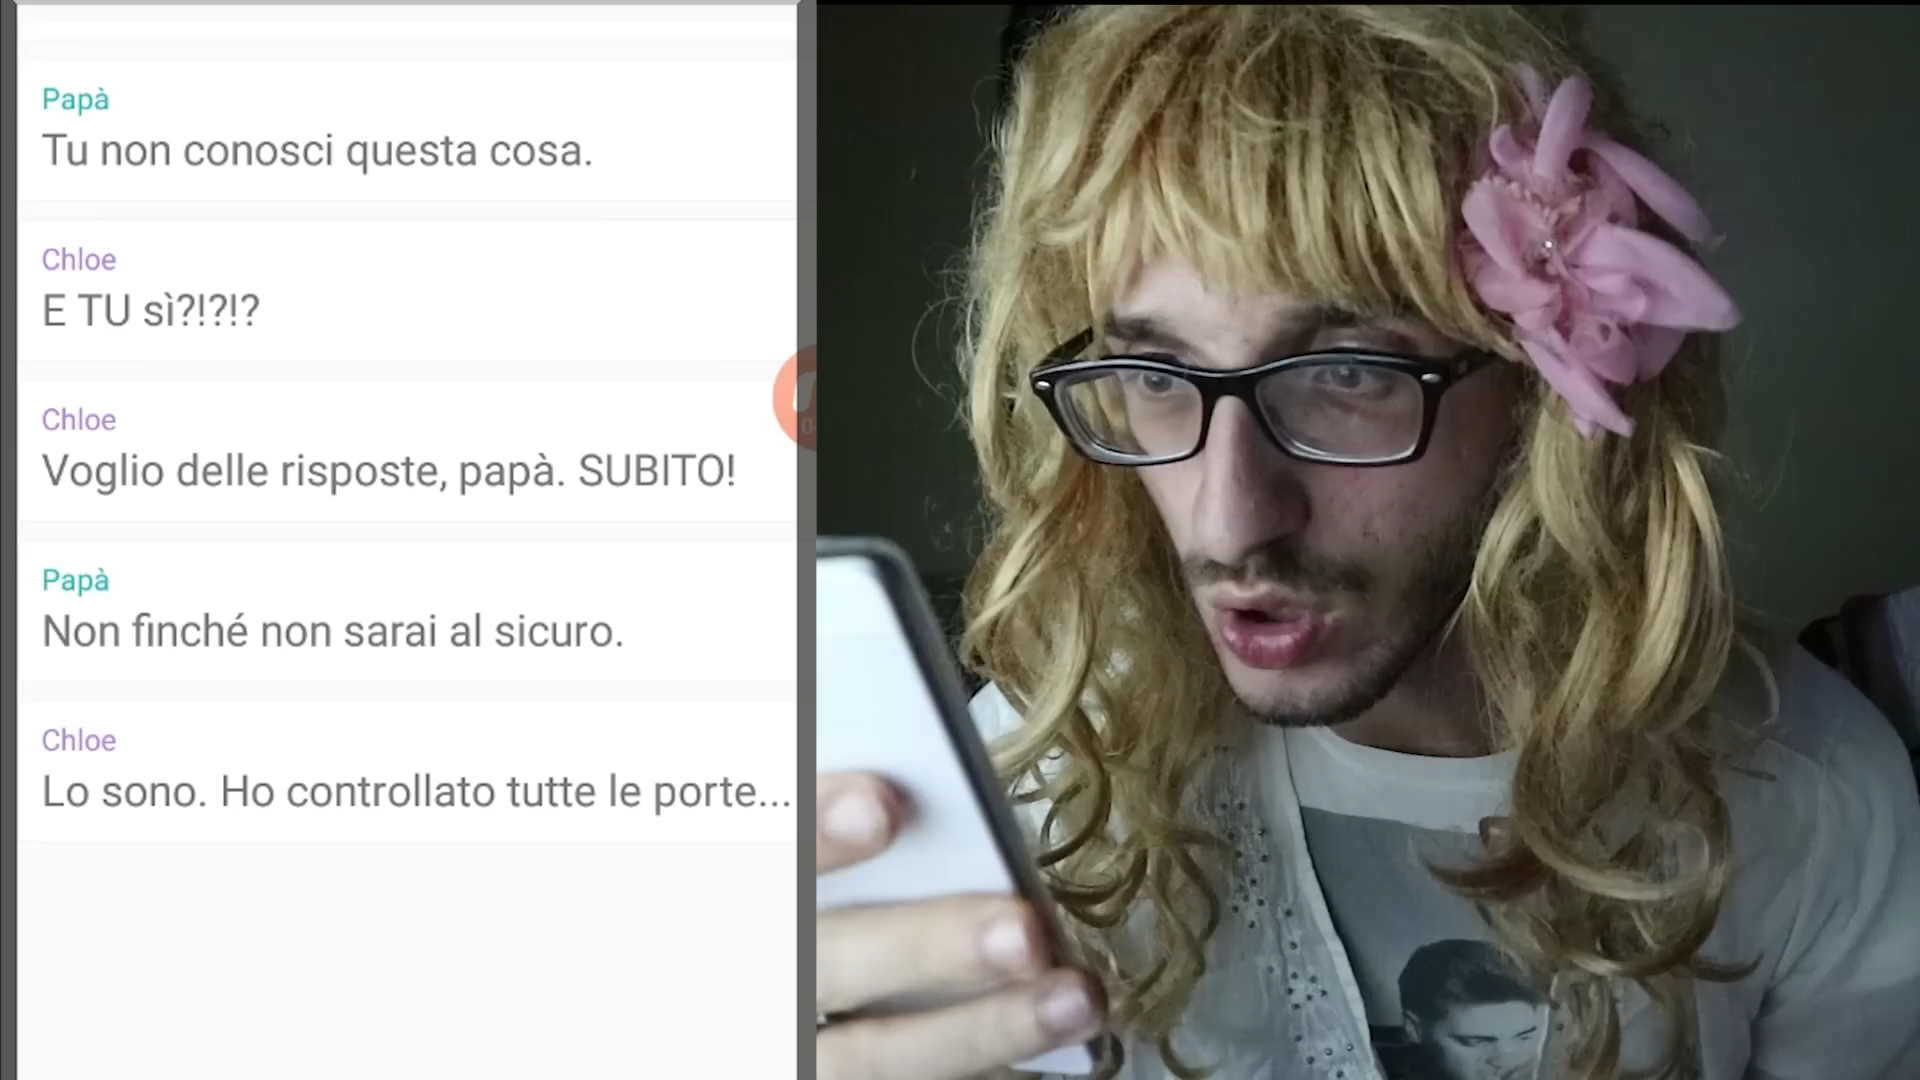 Papà
Tu non conosci questa cosa.
Chloe
E TU sì?!?!?
Chloe
Voglio delle risposte, papà. SUBITO!
Papà
Non finché non sarai al sicuro.
Chloe
Lo sono. Ho controllato tutte le porte...